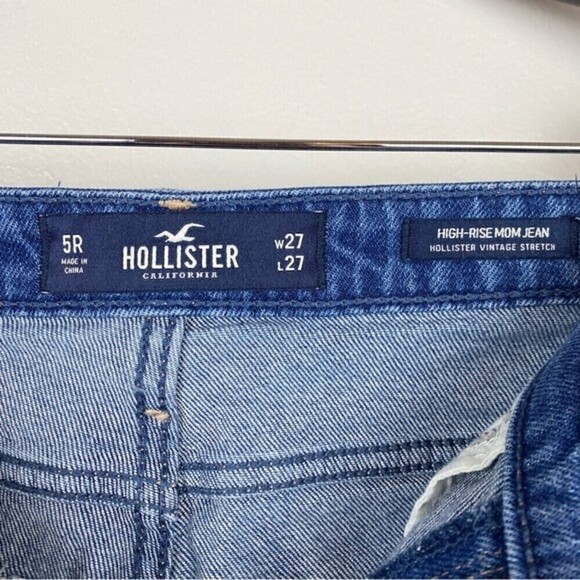 5R
MADE IN
CHINA
HOLLISTER
CALIFORNIA
W27
L27
HIGH-RISE MOM JEAN
HOLLISTER VINTAGE STRETCH